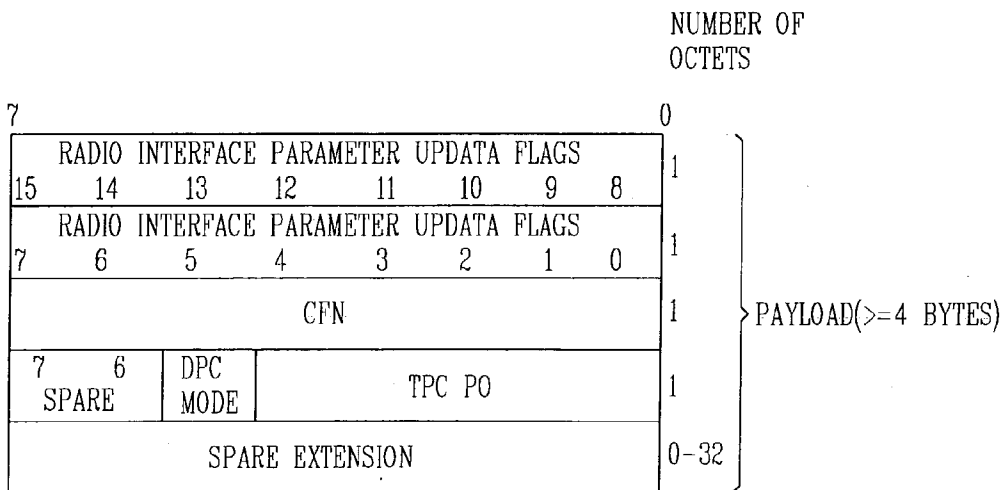 NUMBER OF
OCTETS
7 0
RADIO INTERFACE PARAMETER UPDATA FLAGS
15 14 13 12 11 10 9 8 1
RADIO INTERFACE PARAMETER UPDATA FLAGS
7 6 5 4 3 2 1 0 1
CFN 1
PAYLOAD(>=4 BYTES)
7 6
SPARE
DPC
MODE
TPC PO 1
SPARE EXTENSION 0-32